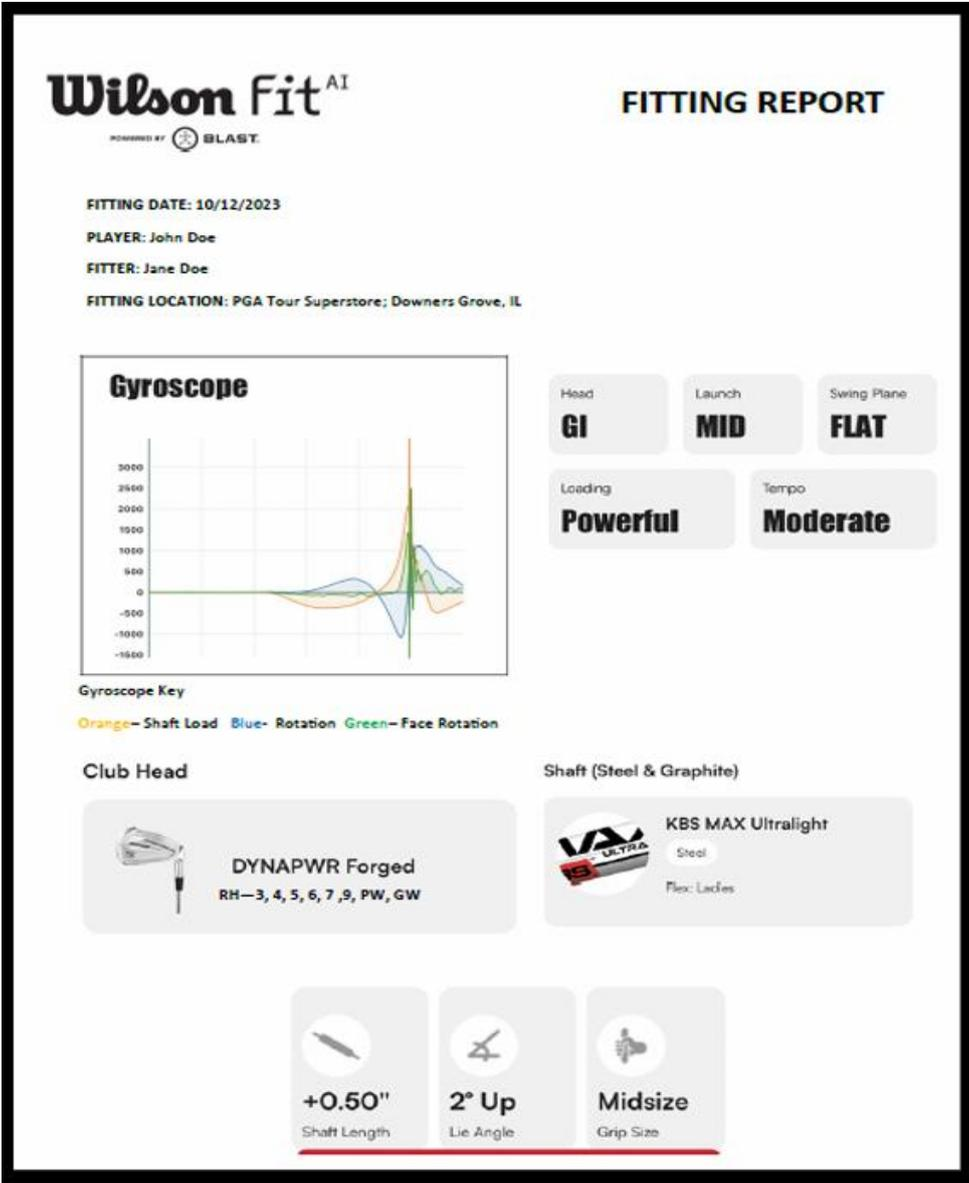 Wilson Fit AI
POWERED BY BLAST.
FITTING REPORT
FITTING DATE: 10/12/2023
PLAYER: John Doe
FITTER: Jane Doe
FITTING LOCATION: PGA Tour Superstore; Downers Grove, IL
Gyroscope
3000
2500
2000
1500
1000
500
0
-500
-1000
-1500
Head
GI
Launch
MID
Swing Plane
FLAT
Loading
Powerful
Tempo
Moderate
Gyroscope Key
Orange– Shaft Load Blue- Rotation Green– Face Rotation
Club Head
DYNAPWR Forged
RH—3, 4, 5, 6, 7 ,9, PW, GW
Shaft (Steel & Graphite)
ULTRA
KBS MAX Ultralight
Steel
Flex: Ladies
+0.50"
Shaft Length
2° Up
Lie Angle
Midsize
Grip Size